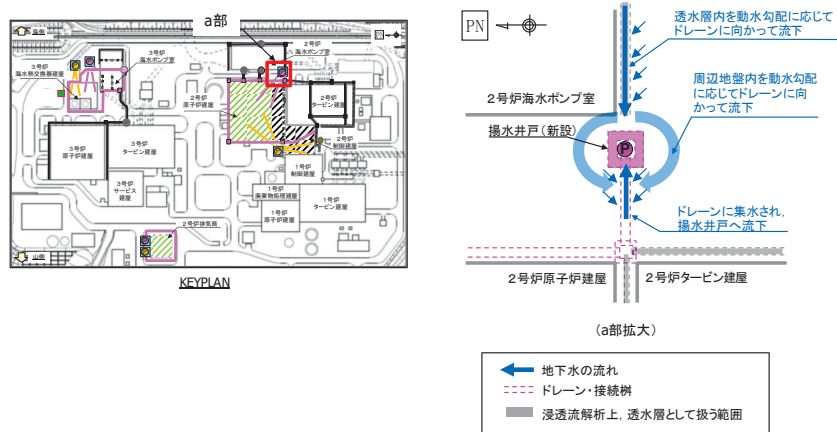 a部
海側
3号炉
海水ポンプ室
2号炉
海水ポンプ室
3号炉
海水熱交換器建屋
2号炉
原子炉建屋
2号炉
タービン建屋
2号炉
制御建屋
3号炉
原子炉建屋
3号炉
タービン建屋
1号炉
制御建屋
3号炉
サービス
建屋
1号炉
廃棄物処理建屋
1号炉
原子炉建屋
1号炉
タービン建屋
2号炉排気筒
山側
KEYPLAN
PN
透水層内を動水勾配に応じて
ドレーンに向かって流下
周辺地盤内を動水勾配
に応じてドレーンに向
かって流下
2号炉海水ポンプ室
揚水井戸(新設)
P
ドレーンに集水され,
揚水井戸へ流下
2号炉原子炉建屋
2号炉タービン建屋
(a部拡大)
地下水の流れ
ドレーン・接続桝
浸透流解析上,透水層として扱う範囲